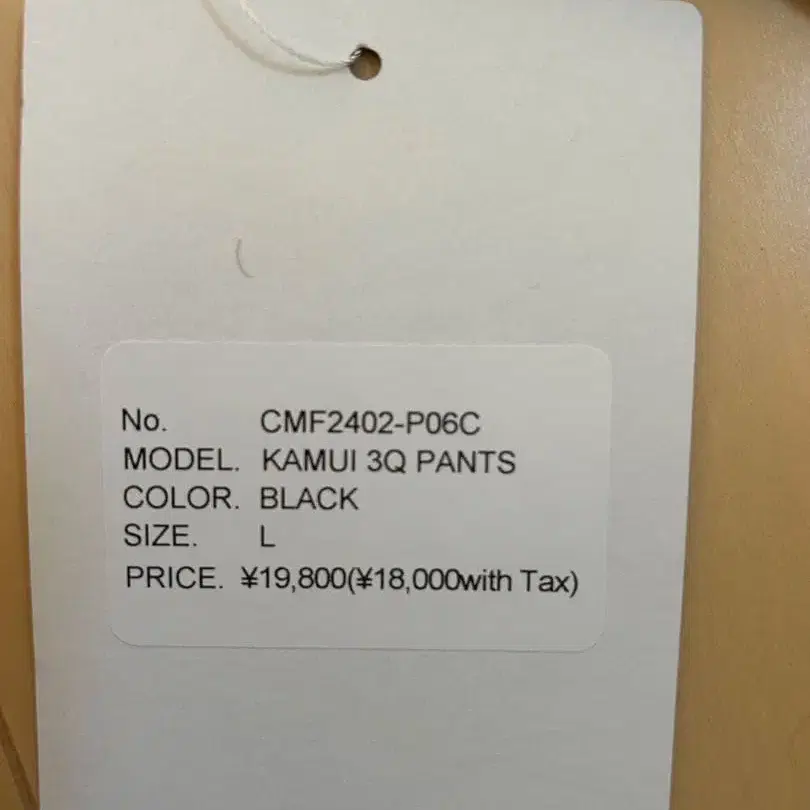 No. CMF2402-P06C
MODEL. KAMUI 3Q PANTS
COLOR. BLACK
SIZE. L
PRICE. ¥19,800(¥18,000with Tax)